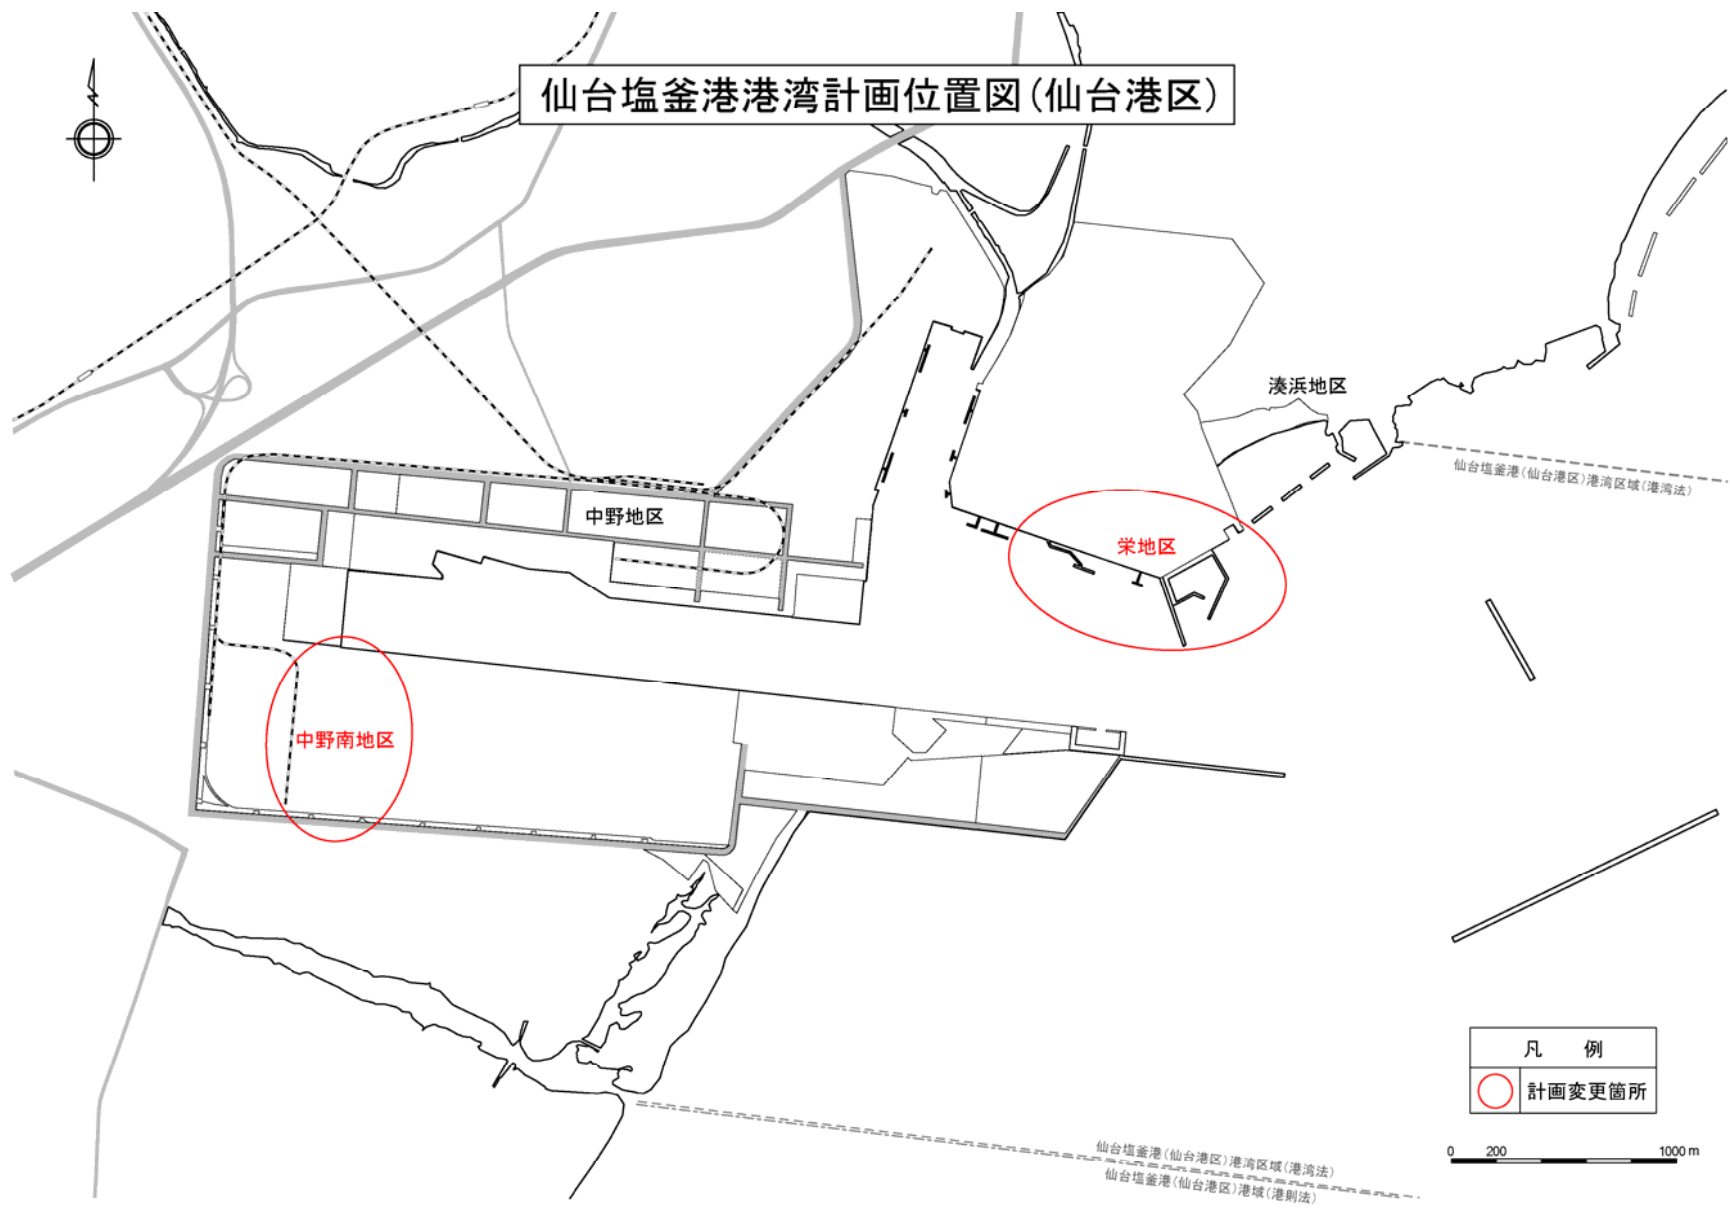 仙台塩釜港港湾計画位置図(仙台港区)
湊浜地区
仙台塩釜港(仙台港区)港湾区域(港湾法)
中野地区
栄地区
中野南地区
凡 例
計画変更箇所
0 200 1000m
仙台塩釜港(仙台港区)港湾区域(港湾法)
仙台塩釜港(仙台港区)港域(港則法)